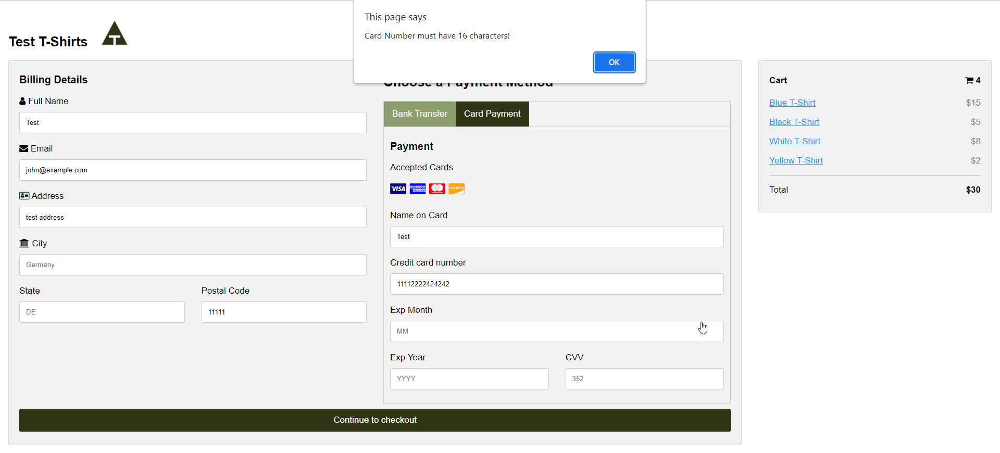 This page says
Card Number must have 16 characters!
OK
Test T-Shirts
T
Billing Details
Full Name
Test
Email
john@example.com
Address
test address
City
Germany
State
Postal Code
DE
11111
Choose a Payment Method
Bank Transfer
Card Payment
Payment
Accepted Cards
VISA
AMERICAN EXPRESS
mastercard
DISCOVER
Name on Card
Test
Credit card number
11112222424242
Exp Month
MM
Exp Year
CVV
YYYY
352
Continue to checkout
Cart 4
Blue T-Shirt $15
Black T-Shirt $5
White T-Shirt $8
Yellow T-Shirt $2
Total $30